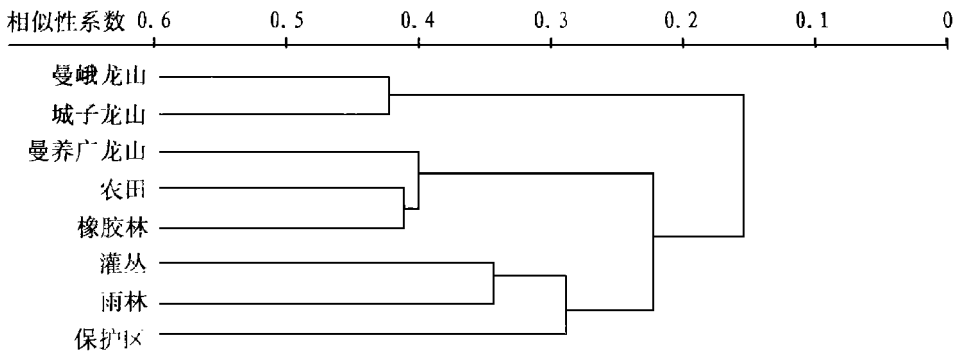 相似性系数 0.6 0.5 0.4 0.3 0.2 0.1 0
曼峨龙山
城子龙山
曼养广龙山
农田
橡胶林
灌丛
雨林
保护区